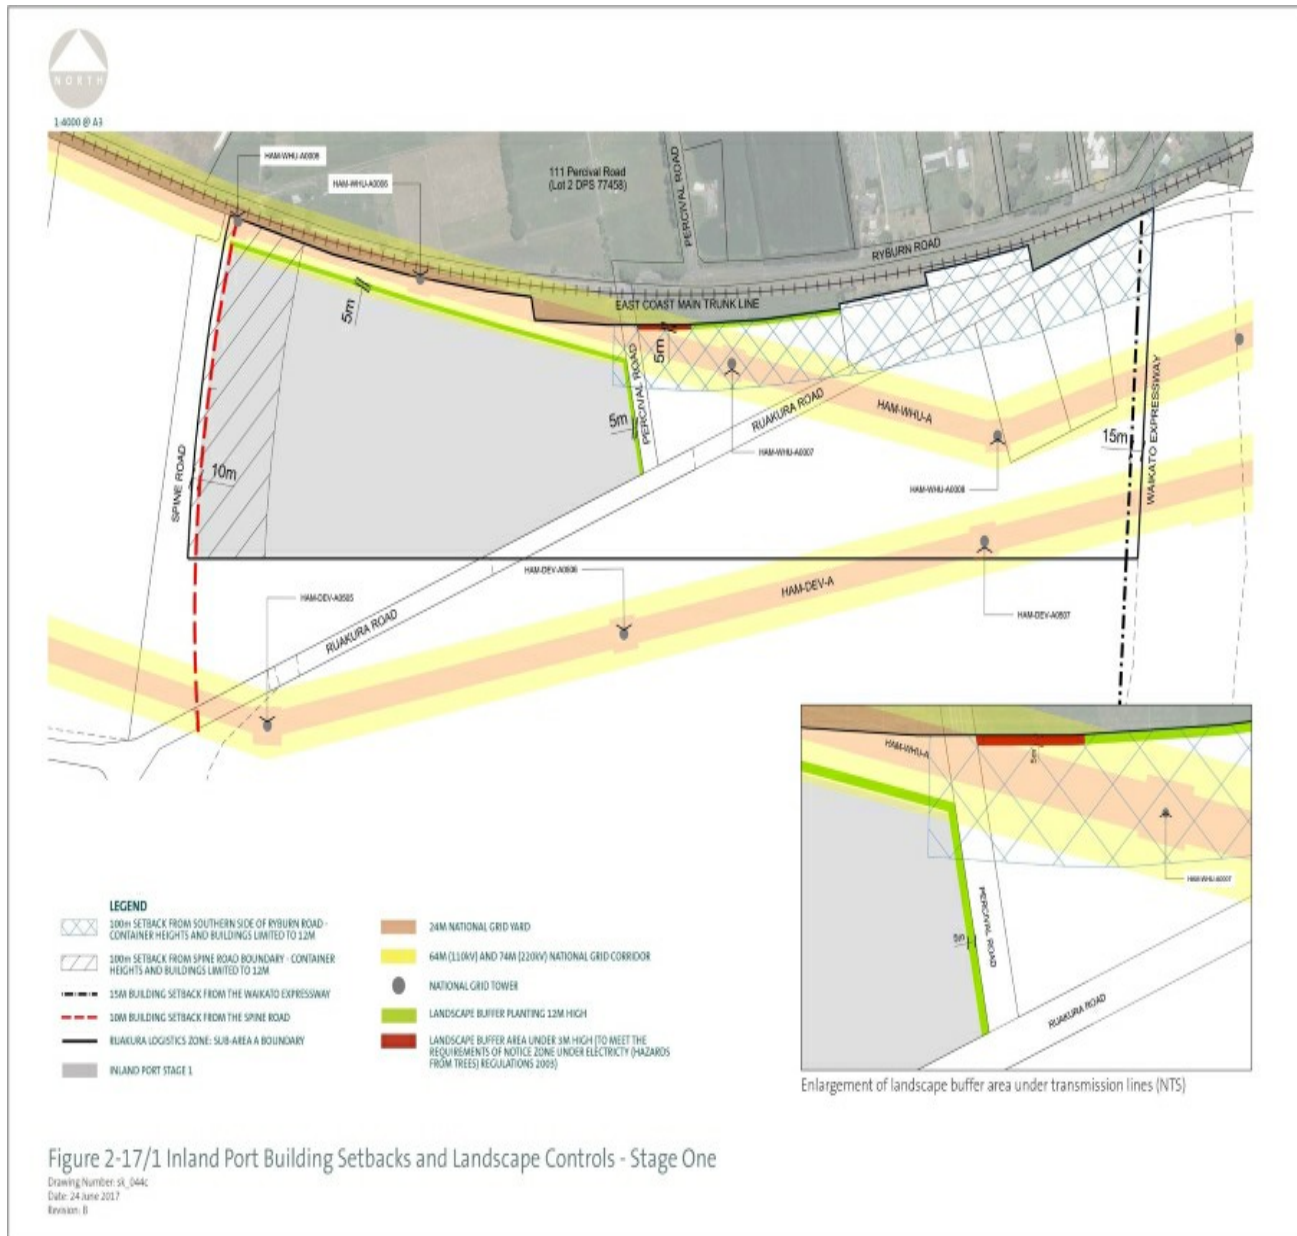 NORTH
1:4000 @ A3
HAM-WHU-A0006
111 Percival Road
(Lot 2 DPS 77458)
PERCIVAL ROAD
RYBURN ROAD
EAST COAST MAIN TRUNK LINE
5m
5m
PERCIVAL ROAD
5m
RUAKURA ROAD
HAM-WHU-A
HAM-WHU-A0007
HAM-WHU-A0008
15m
WAIKATO EXPRESSWAY
SPINE ROAD
10m
HAM-DEV-A0505
HAM-DEV-A0506
HAM-DEV-A
HAM-DEV-A0507
RUAKURA ROAD
HAM-WHU-A
5m
HAM-WHU-A0007
5m
PERCIVAL ROAD
RUAKURA ROAD
Enlargement of landscape buffer area under transmission lines (NTS)
LEGEND
100m SETBACK FROM SOUTHERN SIDE OF RYBURN ROAD -
CONTAINER HEIGHTS AND BUILDINGS LIMITED TO 12M
100m SETBACK FROM SPINE ROAD BOUNDARY - CONTAINER
HEIGHTS AND BUILDINGS LIMITED TO 12M
15M BUILDING SETBACK FROM THE WAIKATO EXPRESSWAY
10M BUILDING SETBACK FROM THE SPINE ROAD
RUAKURA LOGISTICS ZONE: SUB-AREA A BOUNDARY
INLAND PORT STAGE 1
24M NATIONAL GRID YARD
64M (110kV) AND 74M (220kV) NATIONAL GRID CORRIDOR
NATIONAL GRID TOWER
LANDSCAPE BUFFER PLANTING 12M HIGH
LANDSCAPE BUFFER AREA UNDER 3M HIGH (TO MEET THE
REQUIREMENTS OF NOTICE ZONE UNDER ELECTRICTY (HAZARDS
FROM TREES) REGULATIONS 2003)
Figure 2-17/1 Inland Port Building Setbacks and Landscape Controls - Stage One
Drawing Number: sk_044c
Date: 24 June 2017
Revision: B